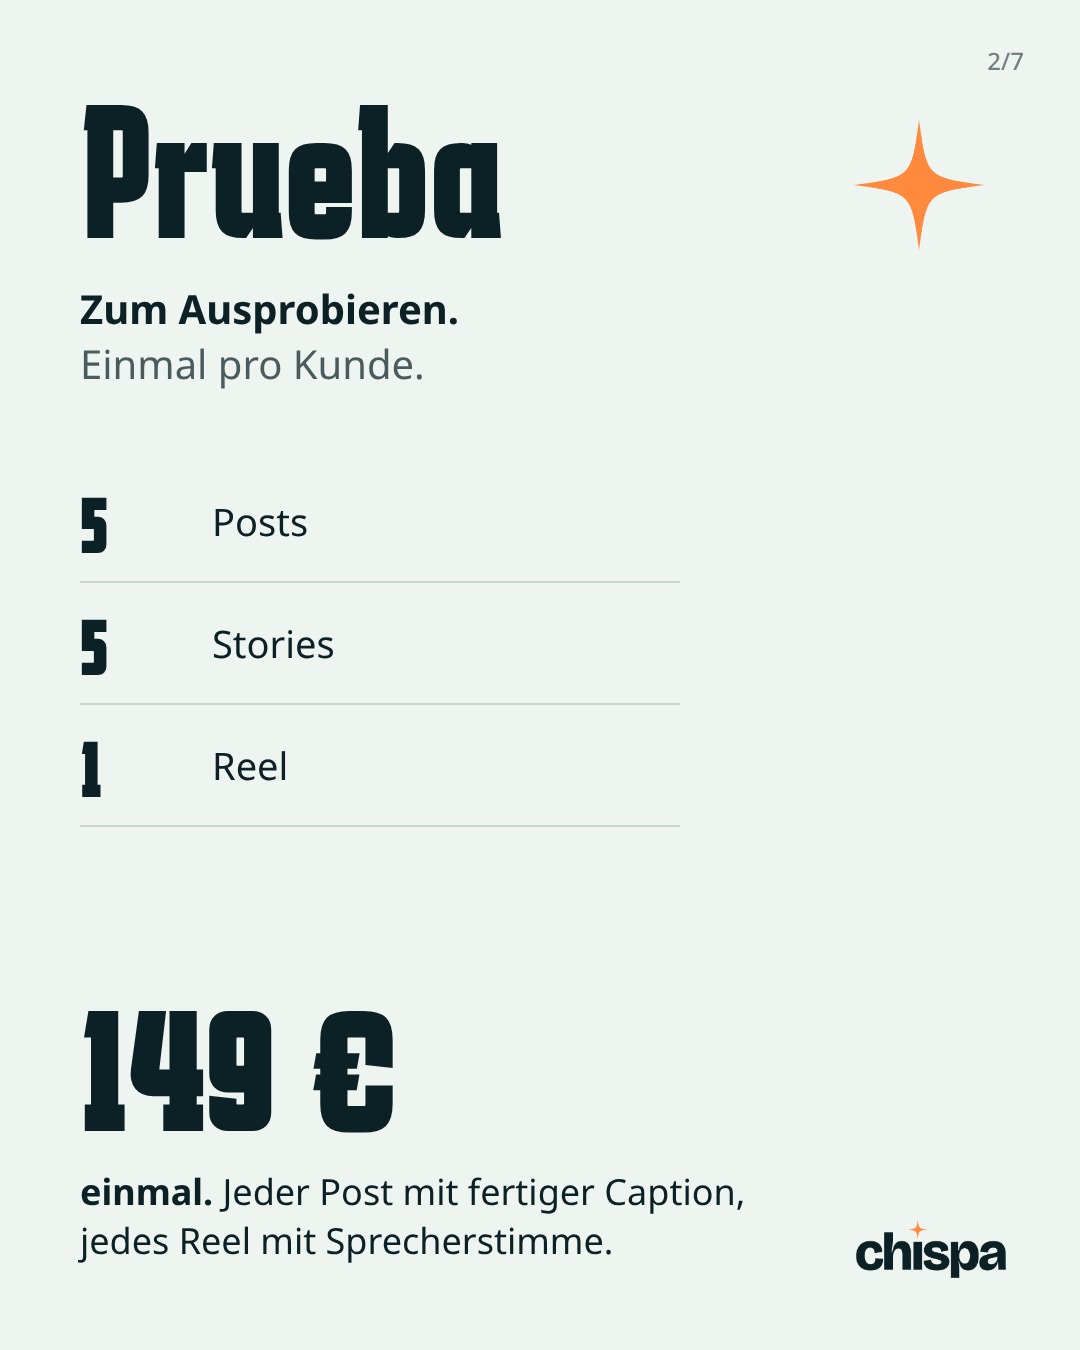 2/7
Prueba
Zum Ausprobieren.
Einmal pro Kunde.
5 Posts
5 Stories
1 Reel
149 €
einmal. Jeder Post mit fertiger Caption,
jedes Reel mit Sprecherstimme.
chispa